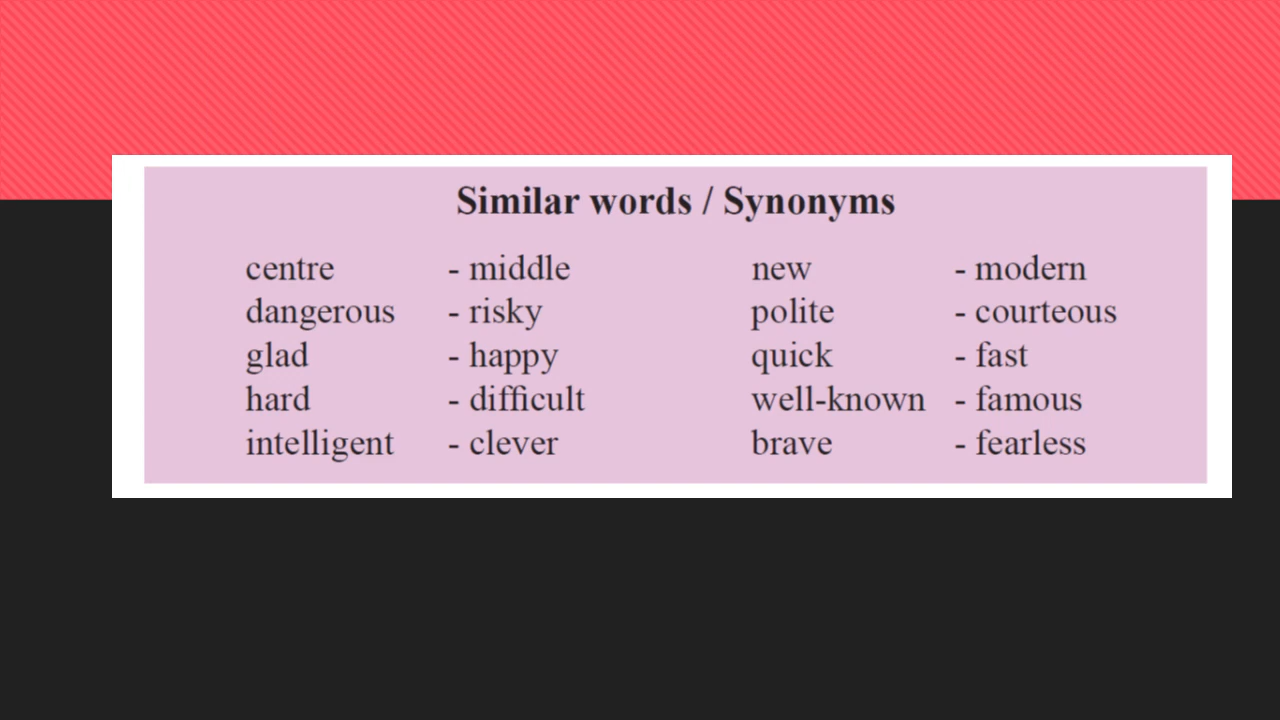 Similar words / Synonyms
centre - middle new - modern
dangerous - risky polite - courteous
glad - happy quick - fast
hard - difficult well-known - famous
intelligent - clever brave - fearless